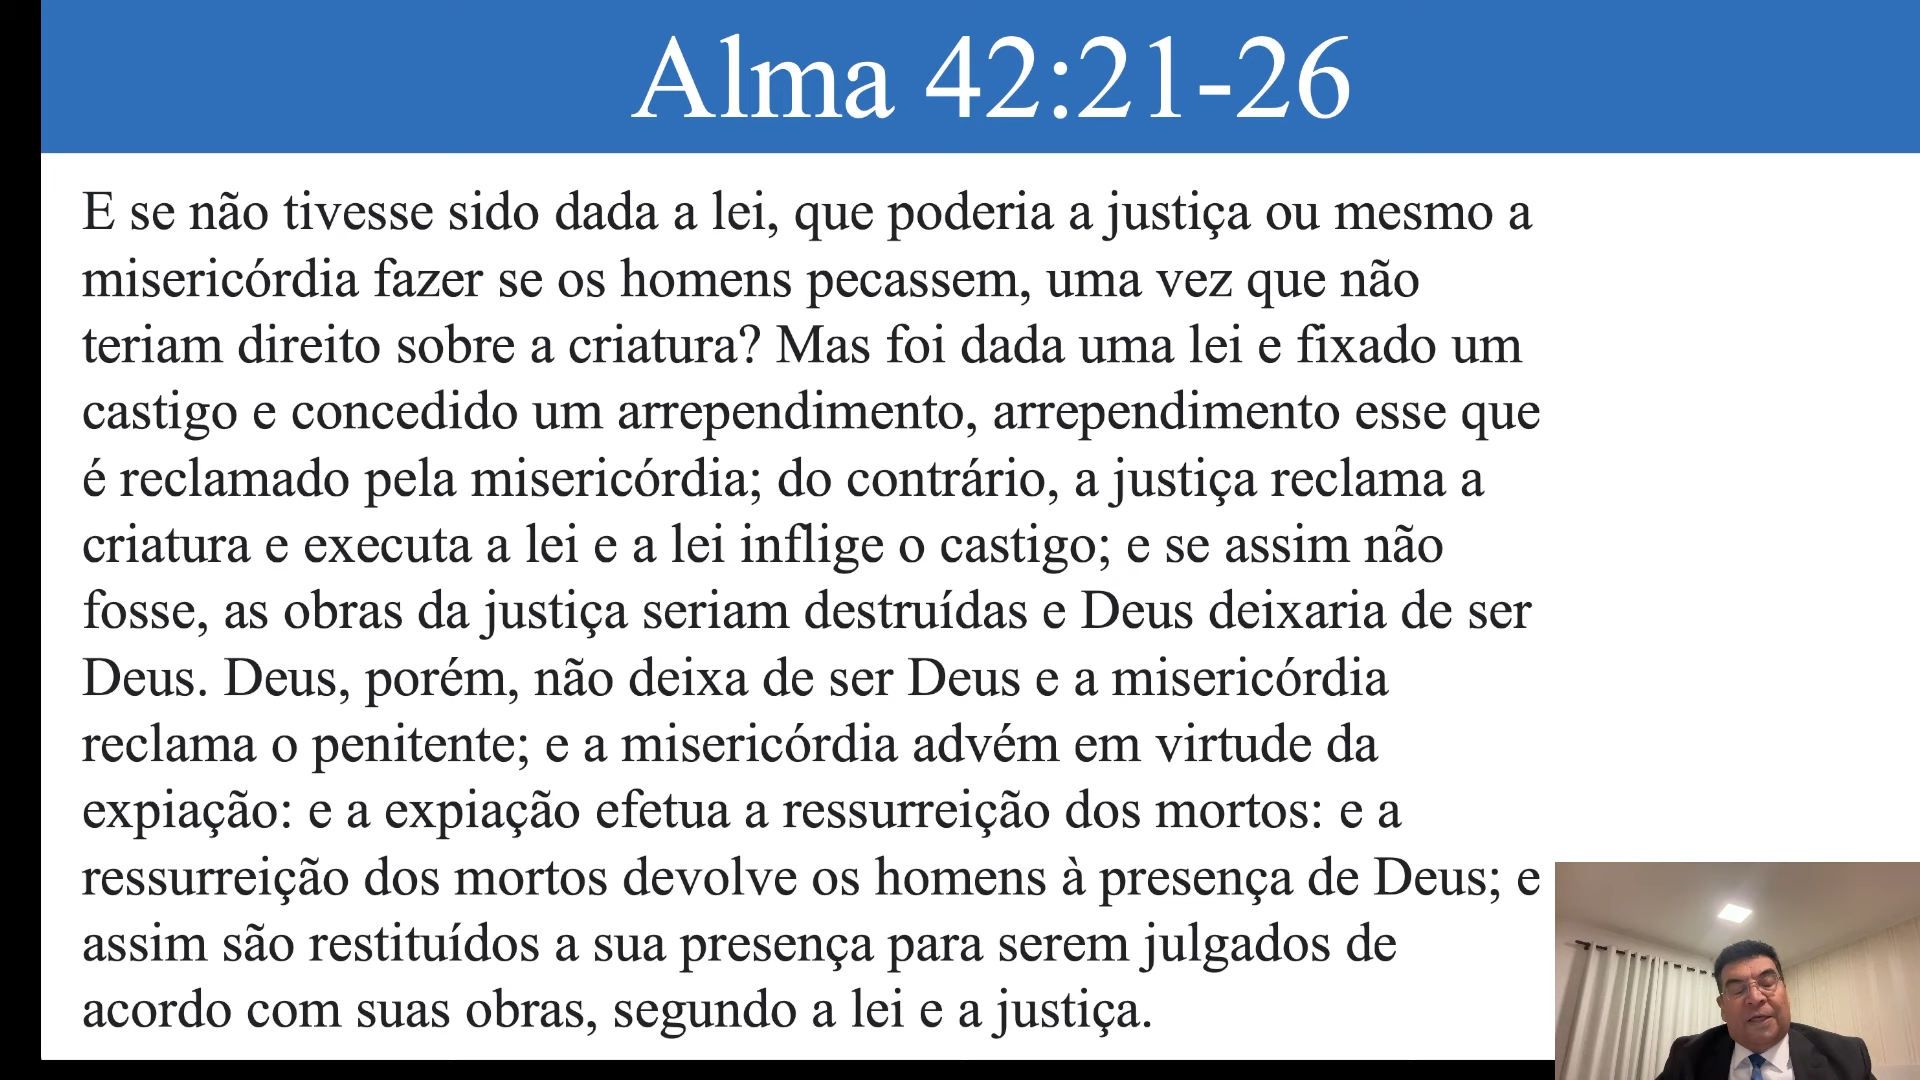 Alma 42:21-26
E se não tivesse sido dada a lei, que poderia a justiça ou mesmo a
misericórdia fazer se os homens pecassem, uma vez que não
teriam direito sobre a criatura? Mas foi dada uma lei e fixado um
castigo e concedido um arrependimento, arrependimento esse que
é reclamado pela misericórdia; do contrário, a justiça reclama a
criatura e executa a lei e a lei inflige o castigo; e se assim não
fosse, as obras da justiça seriam destruídas e Deus deixaria de ser
Deus. Deus, porém, não deixa de ser Deus e a misericórdia
reclama o penitente; e a misericórdia advém em virtude da
expiação: e a expiação efetua a ressurreição dos mortos: e a
ressurreição dos mortos devolve os homens à presença de Deus; e
assim são restituídos a sua presença para serem julgados de
acordo com suas obras, segundo a lei e a justiça.